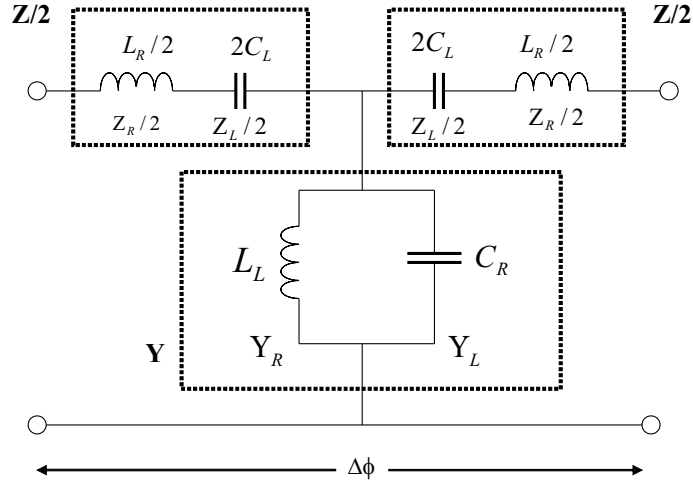 Z/2
Z/2
L_R/2
2C_L
2C_L
L_R/2
Z_R/2
Z_L/2
Z_L/2
Z_R/2
L_L
C_R
Y
Y_R
Y_L
Δϕ